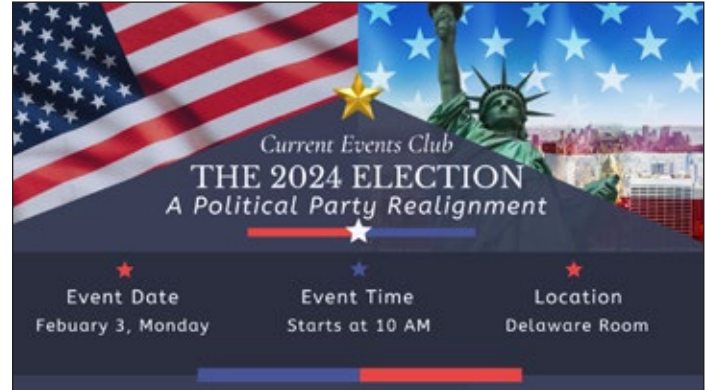 Current Events Club
THE 2024 ELECTION
A Political Party Realignment
Event Date
Febuary 3, Monday
Event Time
Starts at 10 AM
Location
Delaware Room